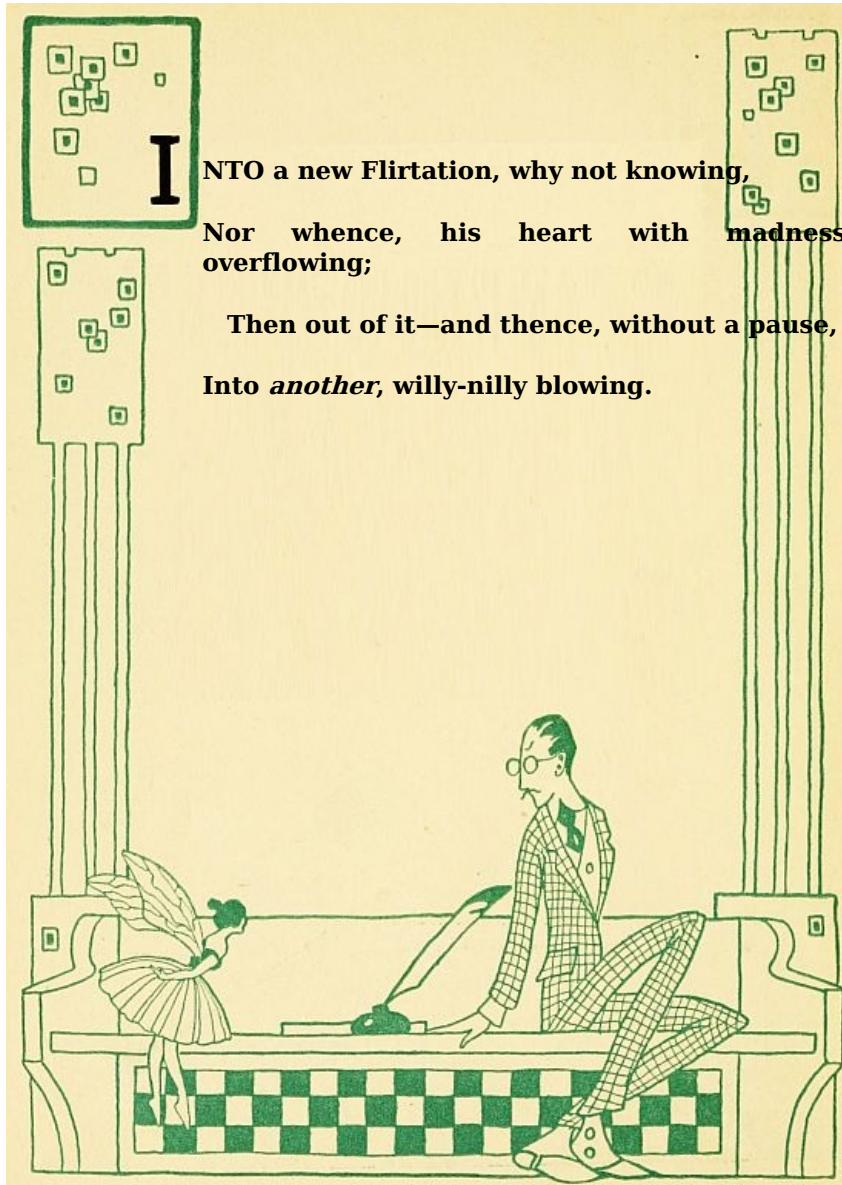 INTO a new Flirtation, why not knowing,
Nor whence, his heart with madness
overflowing;
Then out of it—and thence, without a pause,
Into another, willy-nilly blowing.